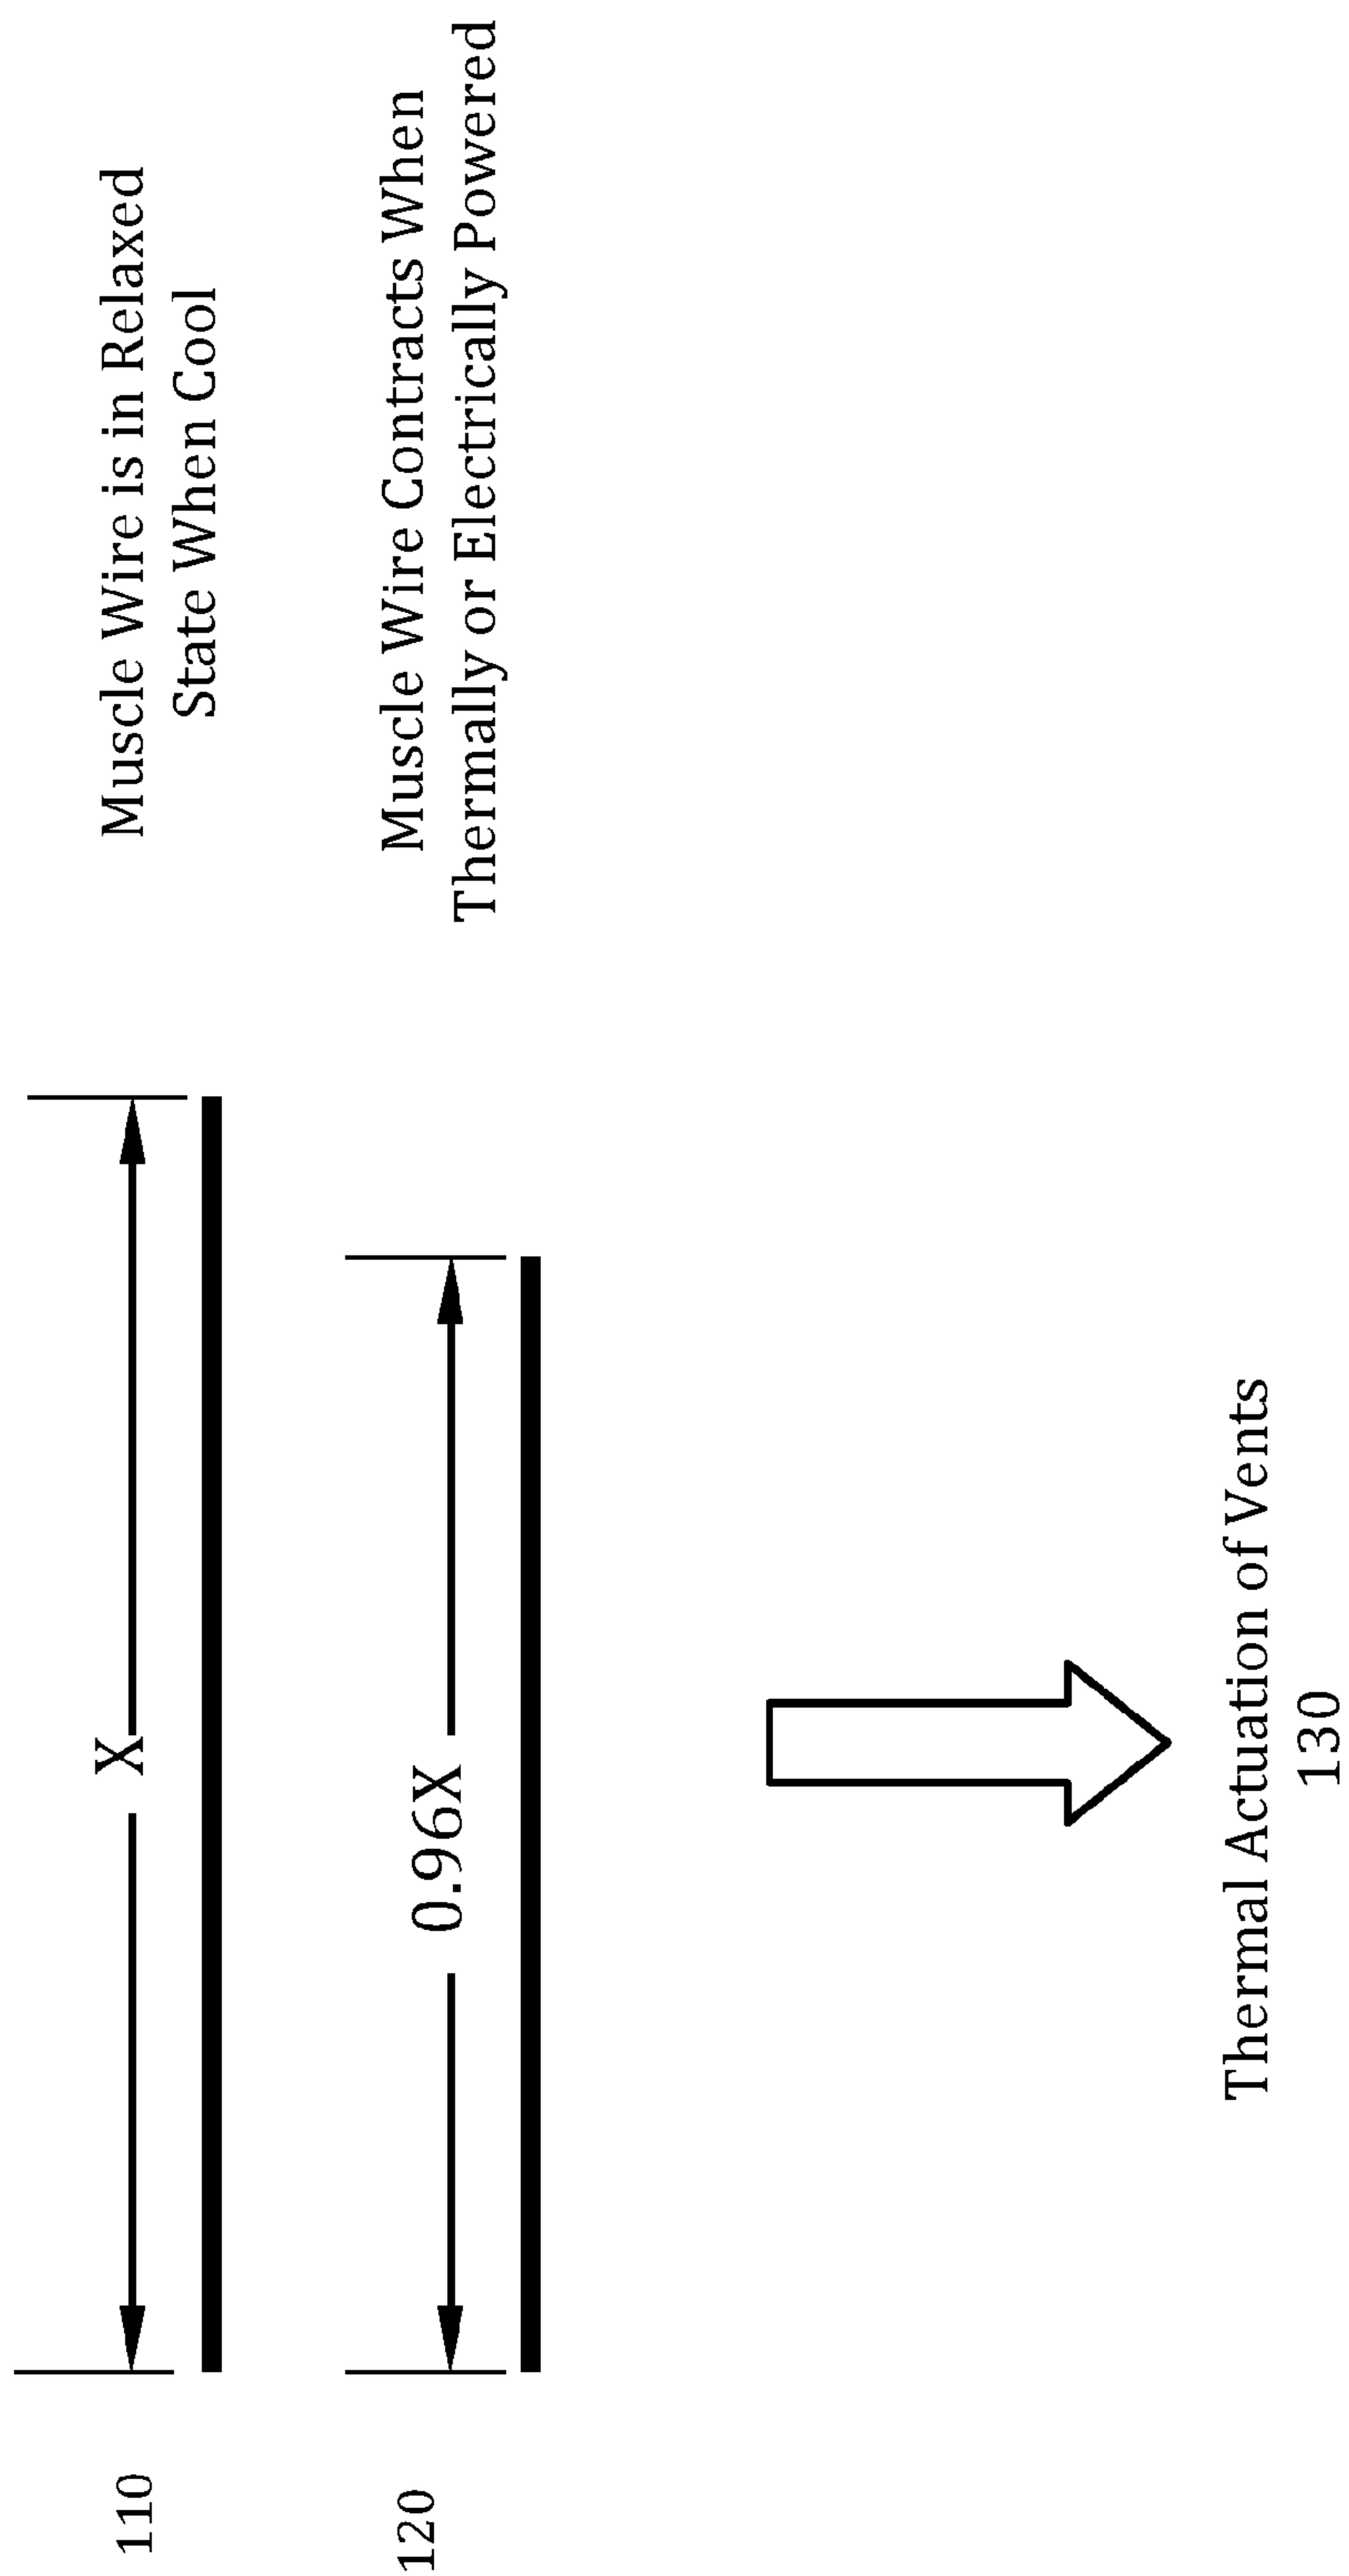 110
X
Muscle Wire is in Relaxed
State When Cool
120
0.96X
Muscle Wire Contracts When
Thermally or Electrically Powered
Thermal Actuation of Vents
130